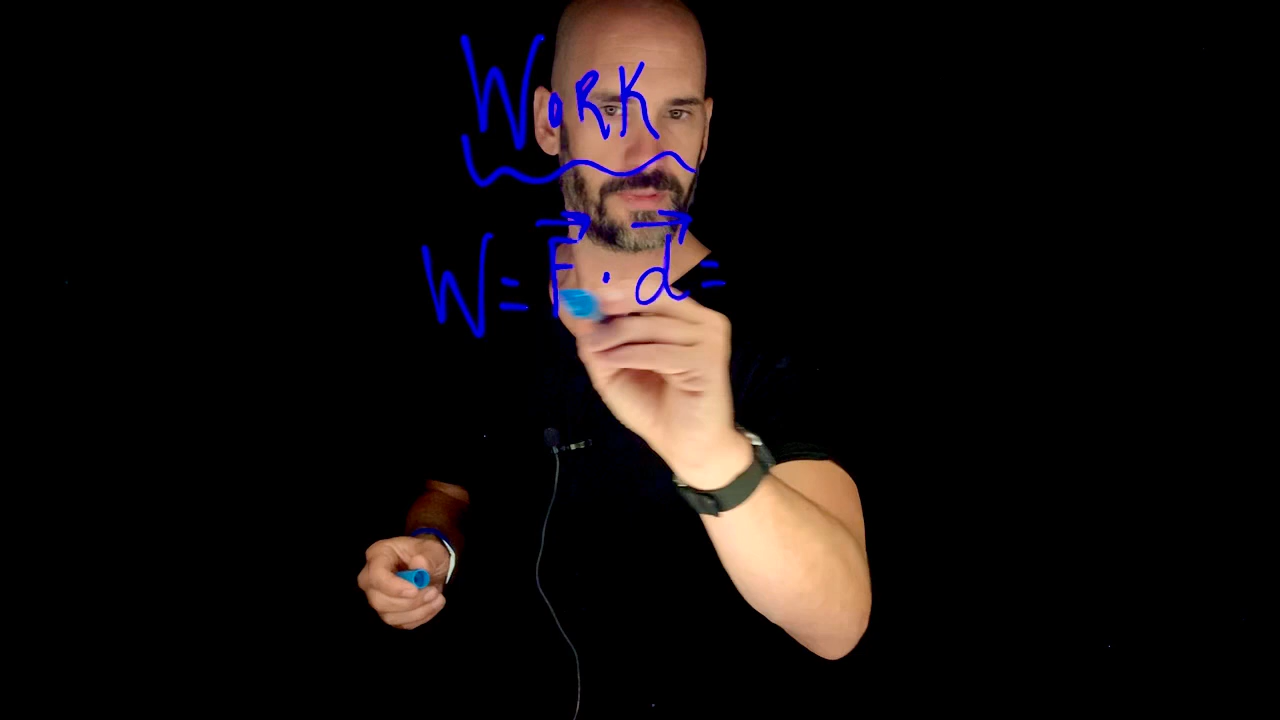 WORK
W = F⃗ · d⃗ =